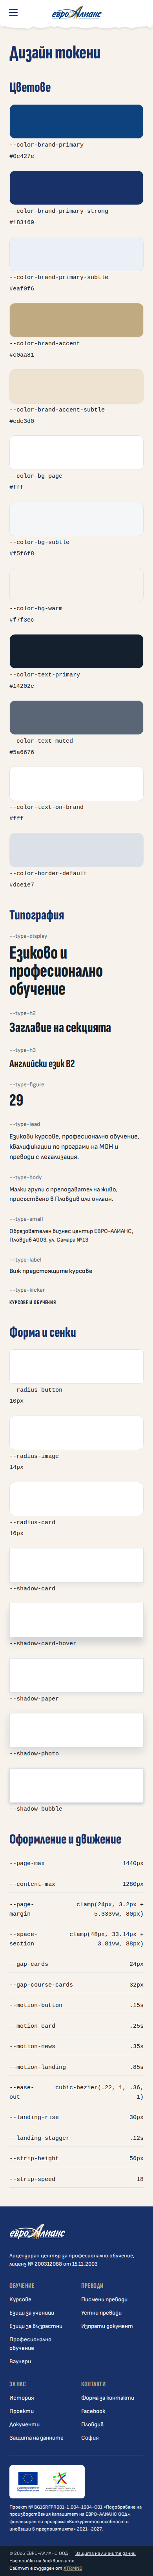 евроАлианс
Дизайн токени
Цветове
--color-brand-primary
#0c427e
--color-brand-primary-strong
#183169
--color-brand-primary-subtle
#eaf0f6
--color-brand-accent
#c0aa81
--color-brand-accent-subtle
#ede3d0
--color-bg-page
#fff
--color-bg-subtle
#f5f6f8
--color-bg-warm
#f7f3ec
--color-text-primary
#14202e
--color-text-muted
#5a6676
--color-text-on-brand
#fff
--color-border-default
#dce1e7
Типография
--type-display
Езиково и
професионално
обучение
--type-h2
Заглавие на секцията
--type-h3
Английски език B2
--type-figure
29
--type-lead
Езикови курсове, професионално обучение,
квалификации по програми на МОН и
преводи с легализация.
--type-body
Малки групи с преподавател на живо,
присъствено в Пловдив или онлайн.
--type-small
Образователен бизнес център ЕВРО-АЛИАНС,
Пловдив 4003, ул. Самара №13
--type-label
Виж предстоящите курсове
--type-kicker
КУРСОВЕ И ОБУЧЕНИЯ
Форма и сенки
--radius-button
10px
--radius-image
14px
--radius-card
16px
--shadow-card
--shadow-card-hover
--shadow-paper
--shadow-photo
--shadow-bubble
Оформление и движение
--page-max 1440px
--content-max 1280px
--page- clamp(24px, 3.2px +
margin 5.333vw, 80px)
--space- clamp(48px, 33.14px +
section 3.81vw, 88px)
--gap-cards 24px
--gap-course-cards 32px
--motion-button .15s
--motion-card .25s
--motion-news .35s
--motion-landing .85s
--ease- cubic-bezier(.22, 1, .36,
out 1)
--landing-rise 30px
--landing-stagger .12s
--strip-height 56px
--strip-speed 18
евроАлианс
Лицензиран център за професионално обучение,
лиценз № 200312088 от 15.11.2003
ОБУЧЕНИЕ ПРЕВОДИ
Курсове Писмени преводи
Езици за ученици Устни преводи
Езици за възрастни Изпрати документ
Професионално
обучение
Ваучери
ЗА НАС КОНТАКТИ
История Форма за контакти
Проекти Facebook
Документи Пловдив
Защита на данните София
© 2026 ЕВРО-АЛИАНС ООД Защита на личните данни
Настройки на бисквитките
Сайтът е създаден от XTRMND